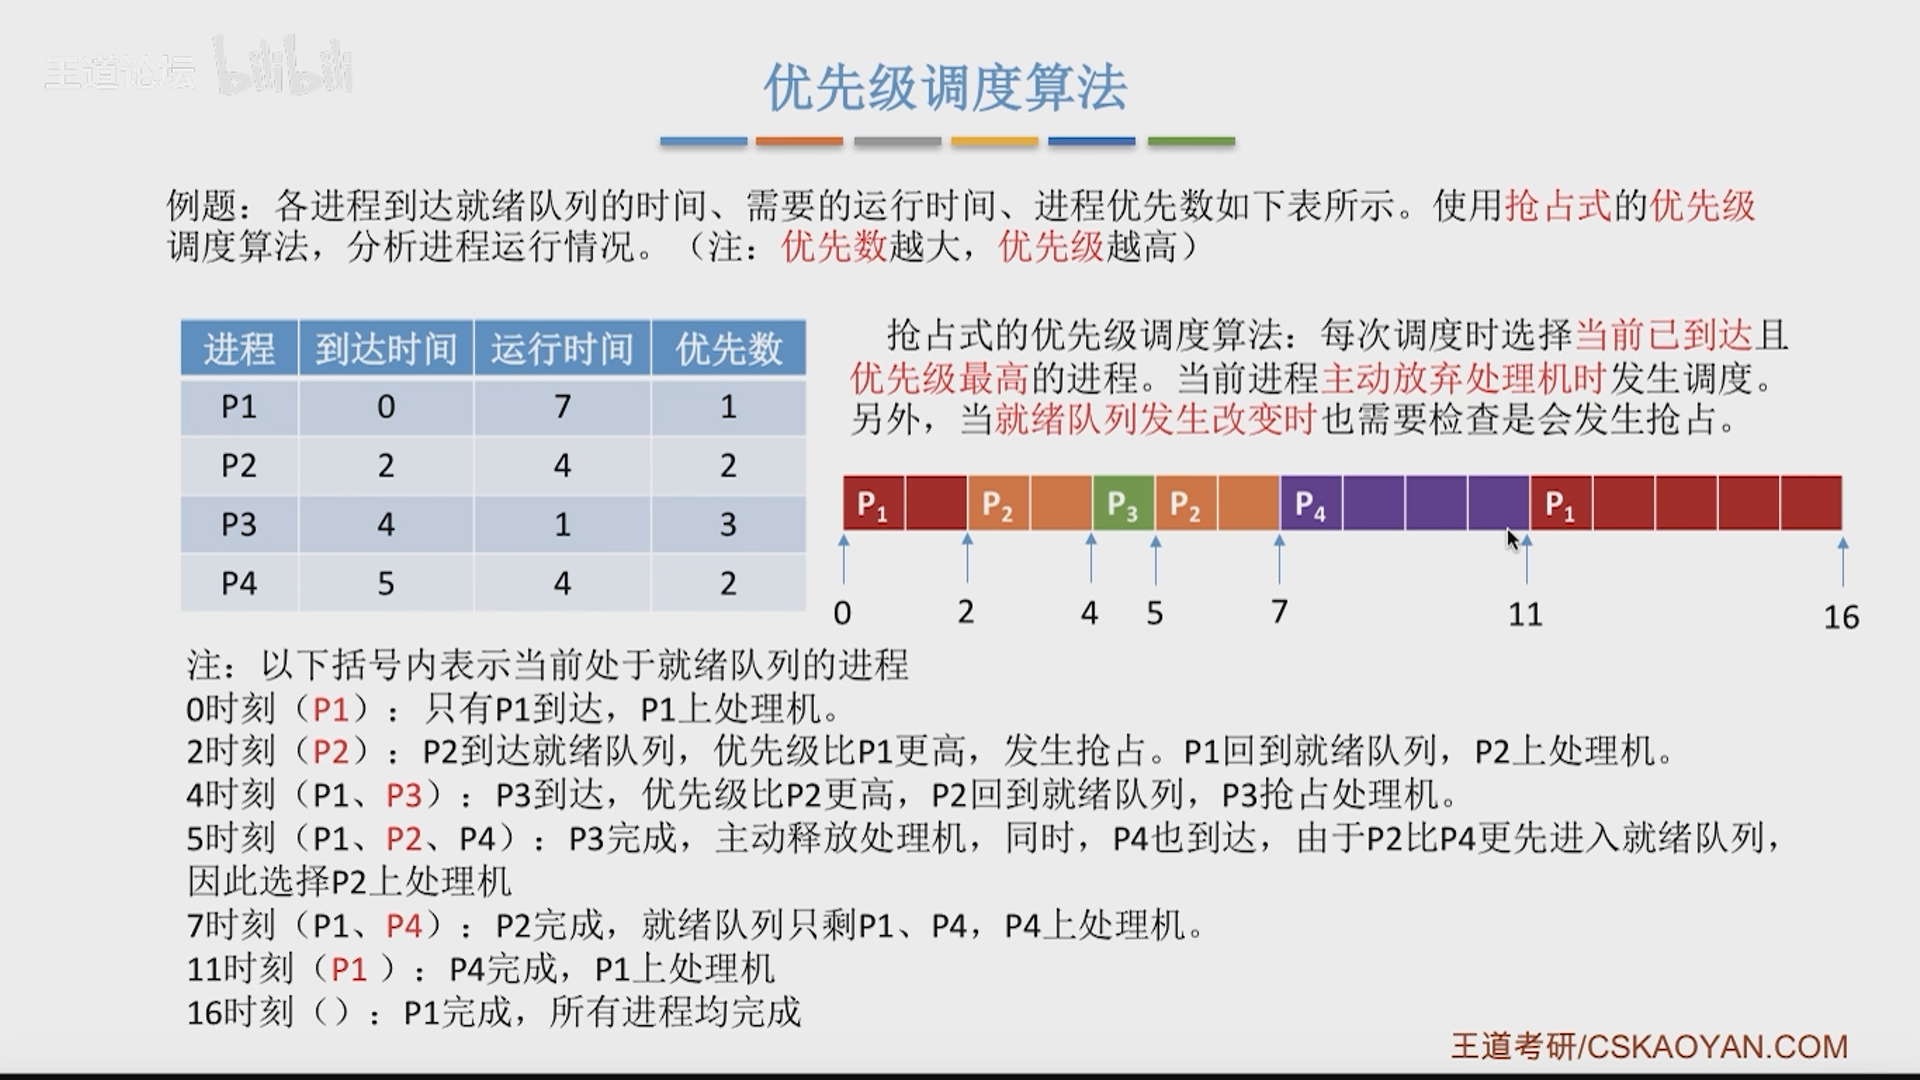 王道论坛 bilibili
优先级调度算法
例题：各进程到达就绪队列的时间、需要的运行时间、进程优先数如下表所示。使用抢占式的优先级
调度算法，分析进程运行情况。（注：优先数越大，优先级越高）
进程 到达时间 运行时间 优先数
P1 0 7 1
P2 2 4 2
P3 4 1 3
P4 5 4 2
抢占式的优先级调度算法：每次调度时选择当前已到达且
优先级最高的进程。当前进程主动放弃处理机时发生调度。
另外，当就绪队列发生改变时也需要检查是会发生抢占。
P1 P2 P3 P2 P4 P1
0 2 4 5 7 11 16
注：以下括号内表示当前处于就绪队列的进程
0时刻（P1）：只有P1到达，P1上处理机。
2时刻（P2）：P2到达就绪队列，优先级比P1更高，发生抢占。P1回到就绪队列，P2上处理机。
4时刻（P1、P3）：P3到达，优先级比P2更高，P2回到就绪队列，P3抢占处理机。
5时刻（P1、P2、P4）：P3完成，主动释放处理机，同时，P4也到达，由于P2比P4更先进入就绪队列，
因此选择P2上处理机
7时刻（P1、P4）：P2完成，就绪队列只剩P1、P4，P4上处理机。
11时刻（P1 ）：P4完成，P1上处理机
16时刻（）：P1完成，所有进程均完成
王道考研/CSKAOYAN.COM